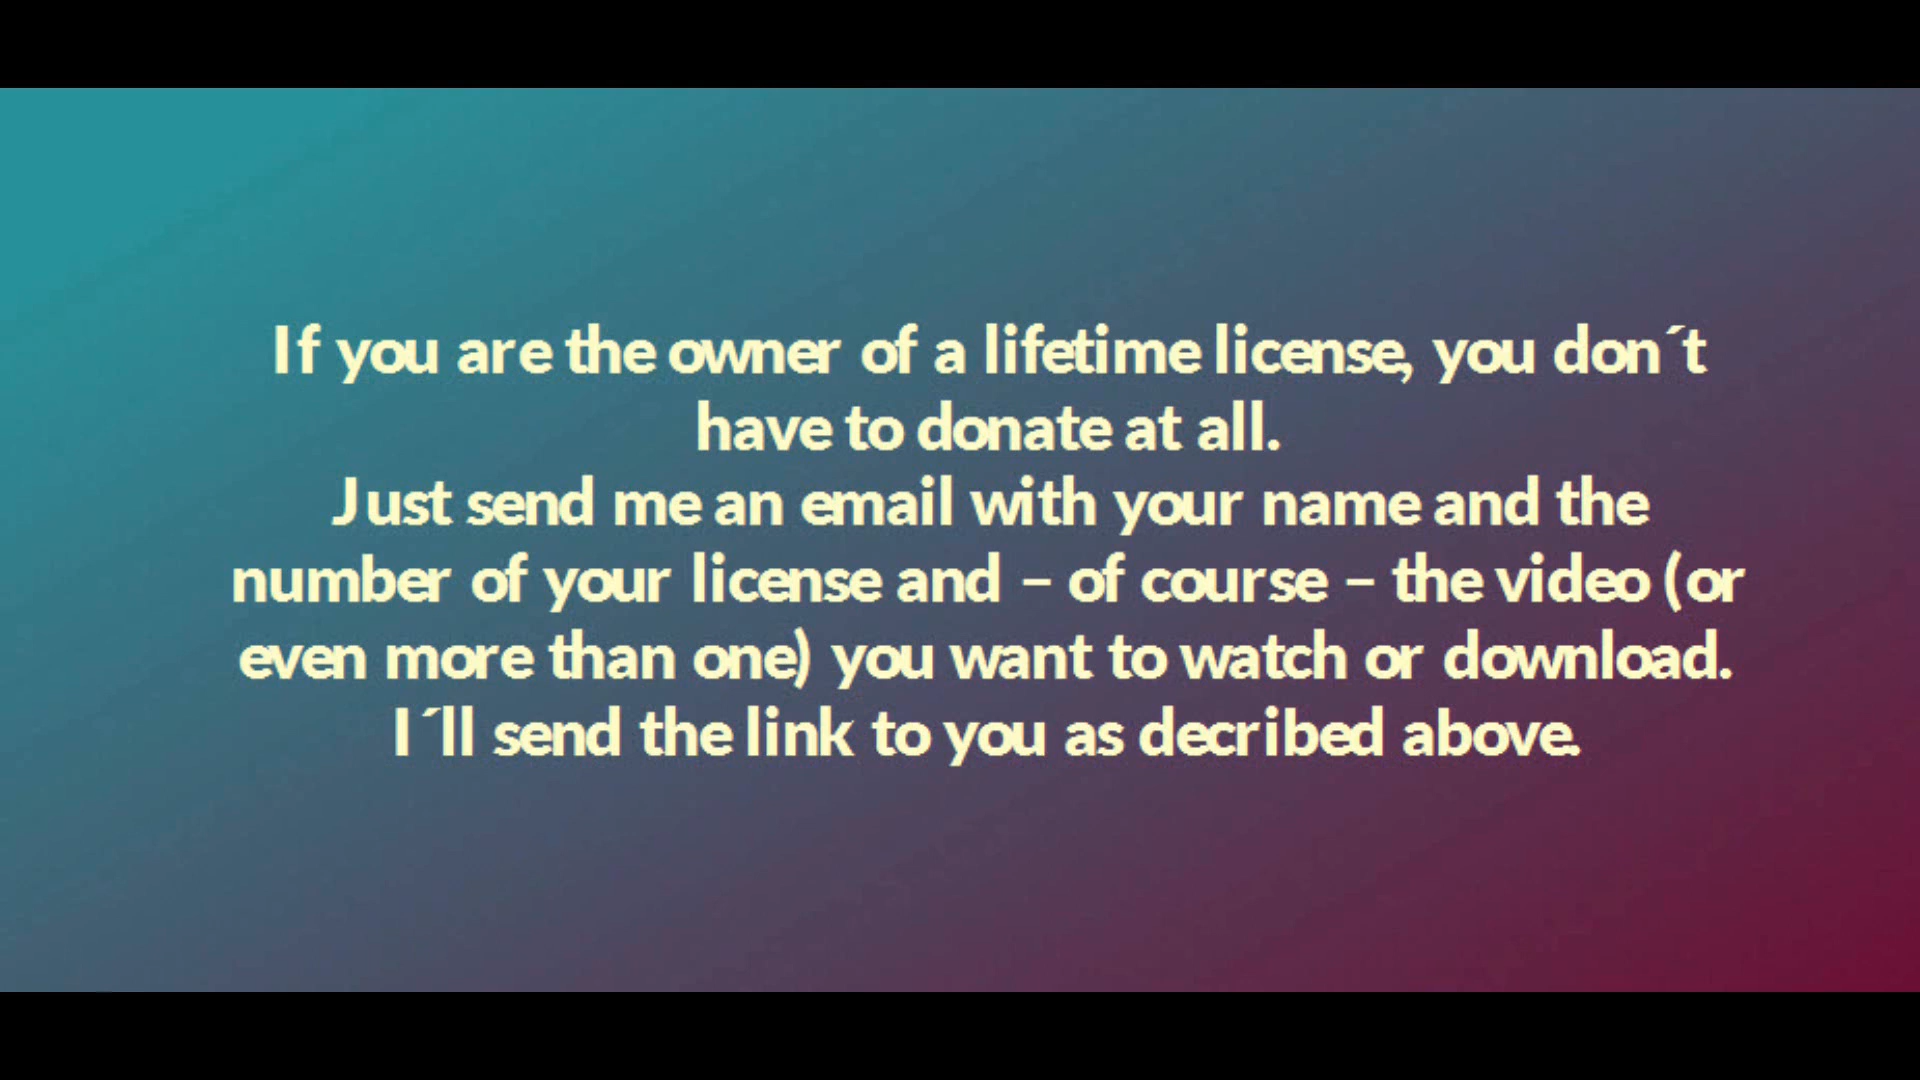 If you are the owner of a lifetime license, you don´t
have to donate at all.
Just send me an email with your name and the
number of your license and – of course – the video (or
even more than one) you want to watch or download.
I´ll send the link to you as decribed above.